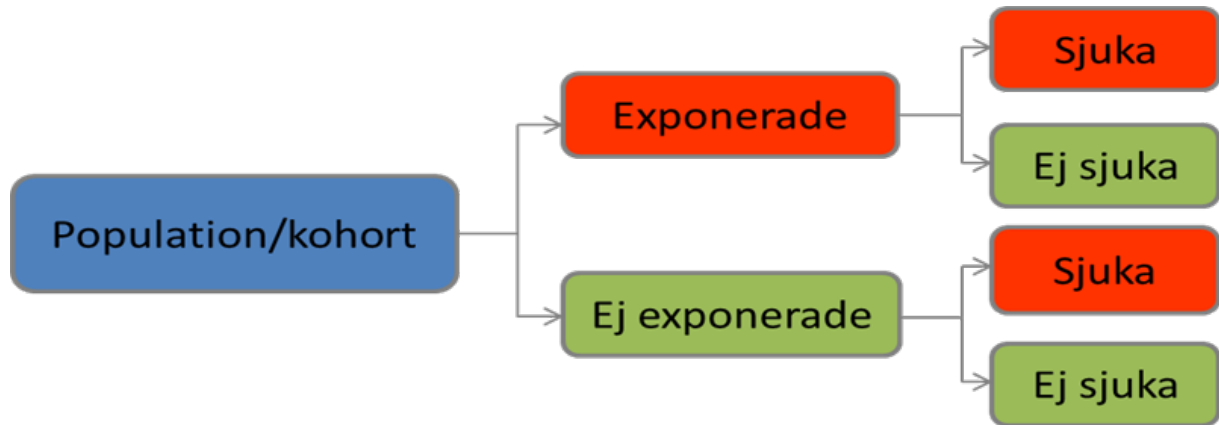 Population/kohort
Exponerade
Sjuka
Ej sjuka
Ej exponerade
Sjuka
Ej sjuka